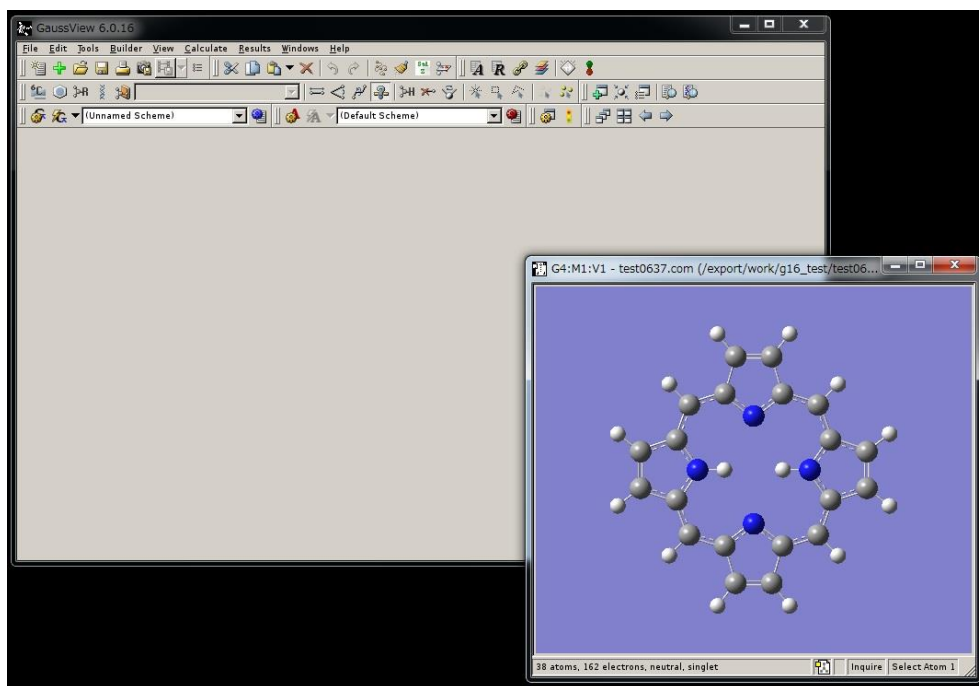 GaussView 6.0.16
File Edit Tools Builder View Calculate Results Windows Help
A R
(Unnamed Scheme) (Default Scheme)
G4:M1:V1 - test0637.com (/export/work/g16_test/test06...
38 atoms, 162 electrons, neutral, singlet Inquire Select Atom 1